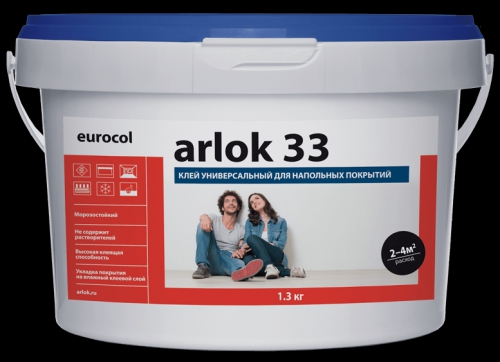 eurocol
arlok 33
КЛЕЙ УНИВЕРСАЛЬНЫЙ ДЛЯ НАПОЛЬНЫХ ПОКРЫТИЙ
Морозостойкий
Не содержит
растворителей
Высокая клеящая
способность
Укладка покрытия
на влажный клеевой слой
arlok.ru
2–4м²
расход
1.3 кг